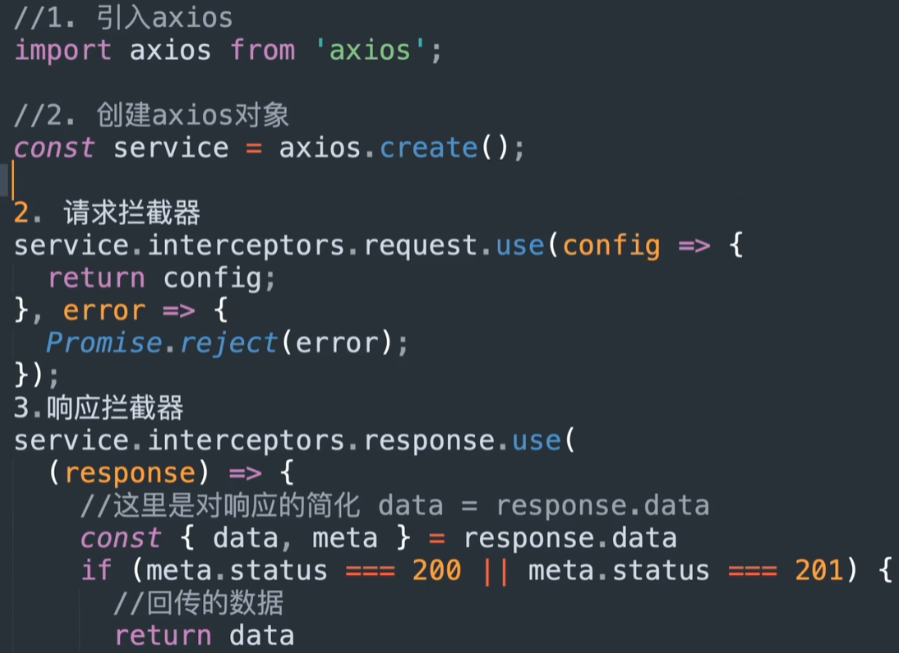 //1. 引入axios
import axios from 'axios';
//2. 创建axios对象
const service = axios.create();
2. 请求拦截器
service.interceptors.request.use(config => {
  return config;
}, error => {
  Promise.reject(error);
});
3.响应拦截器
service.interceptors.response.use(
  (response) => {
    //这里是对响应的简化 data = response.data
    const { data, meta } = response.data
    if (meta.status === 200 || meta.status === 201) {
      //回传的数据
      return data